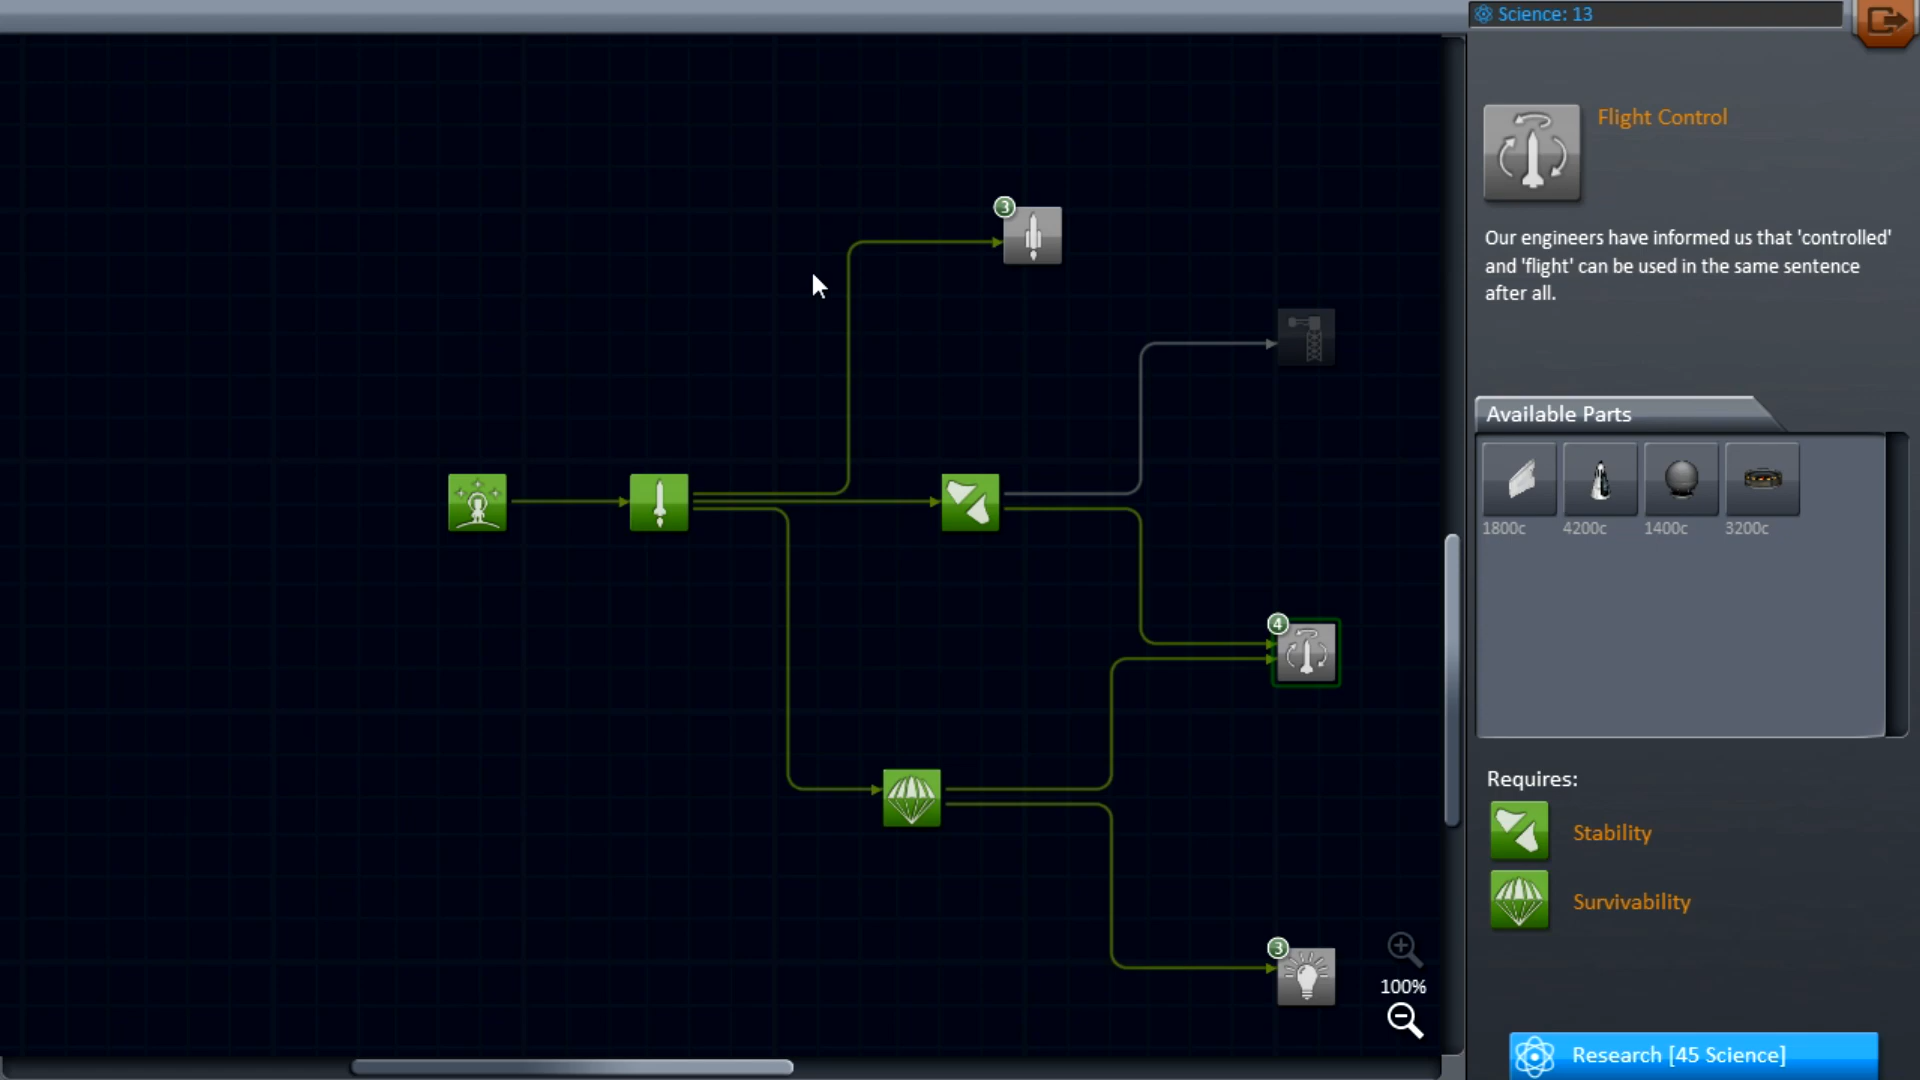 Science: 13
Flight Control
Our engineers have informed us that 'controlled'
and 'flight' can be used in the same sentence
after all.
3
Available Parts
1800c 4200c 1400c 3200c
4
Requires:
Stability
Survivability
3
100%
Research [45 Science]